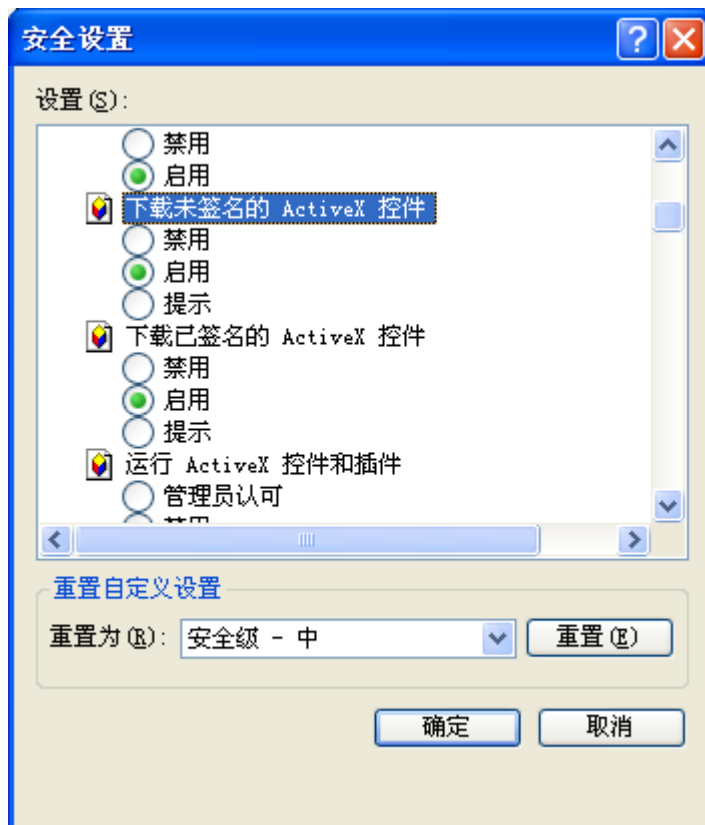 安全设置
设置(S):
禁用
启用
下载未签名的 ActiveX 控件
禁用
启用
提示
下载已签名的 ActiveX 控件
禁用
启用
提示
运行 ActiveX 控件和插件
管理员认可
重置自定义设置
重置为(R): 安全级 - 中 重置(E)
确定 取消